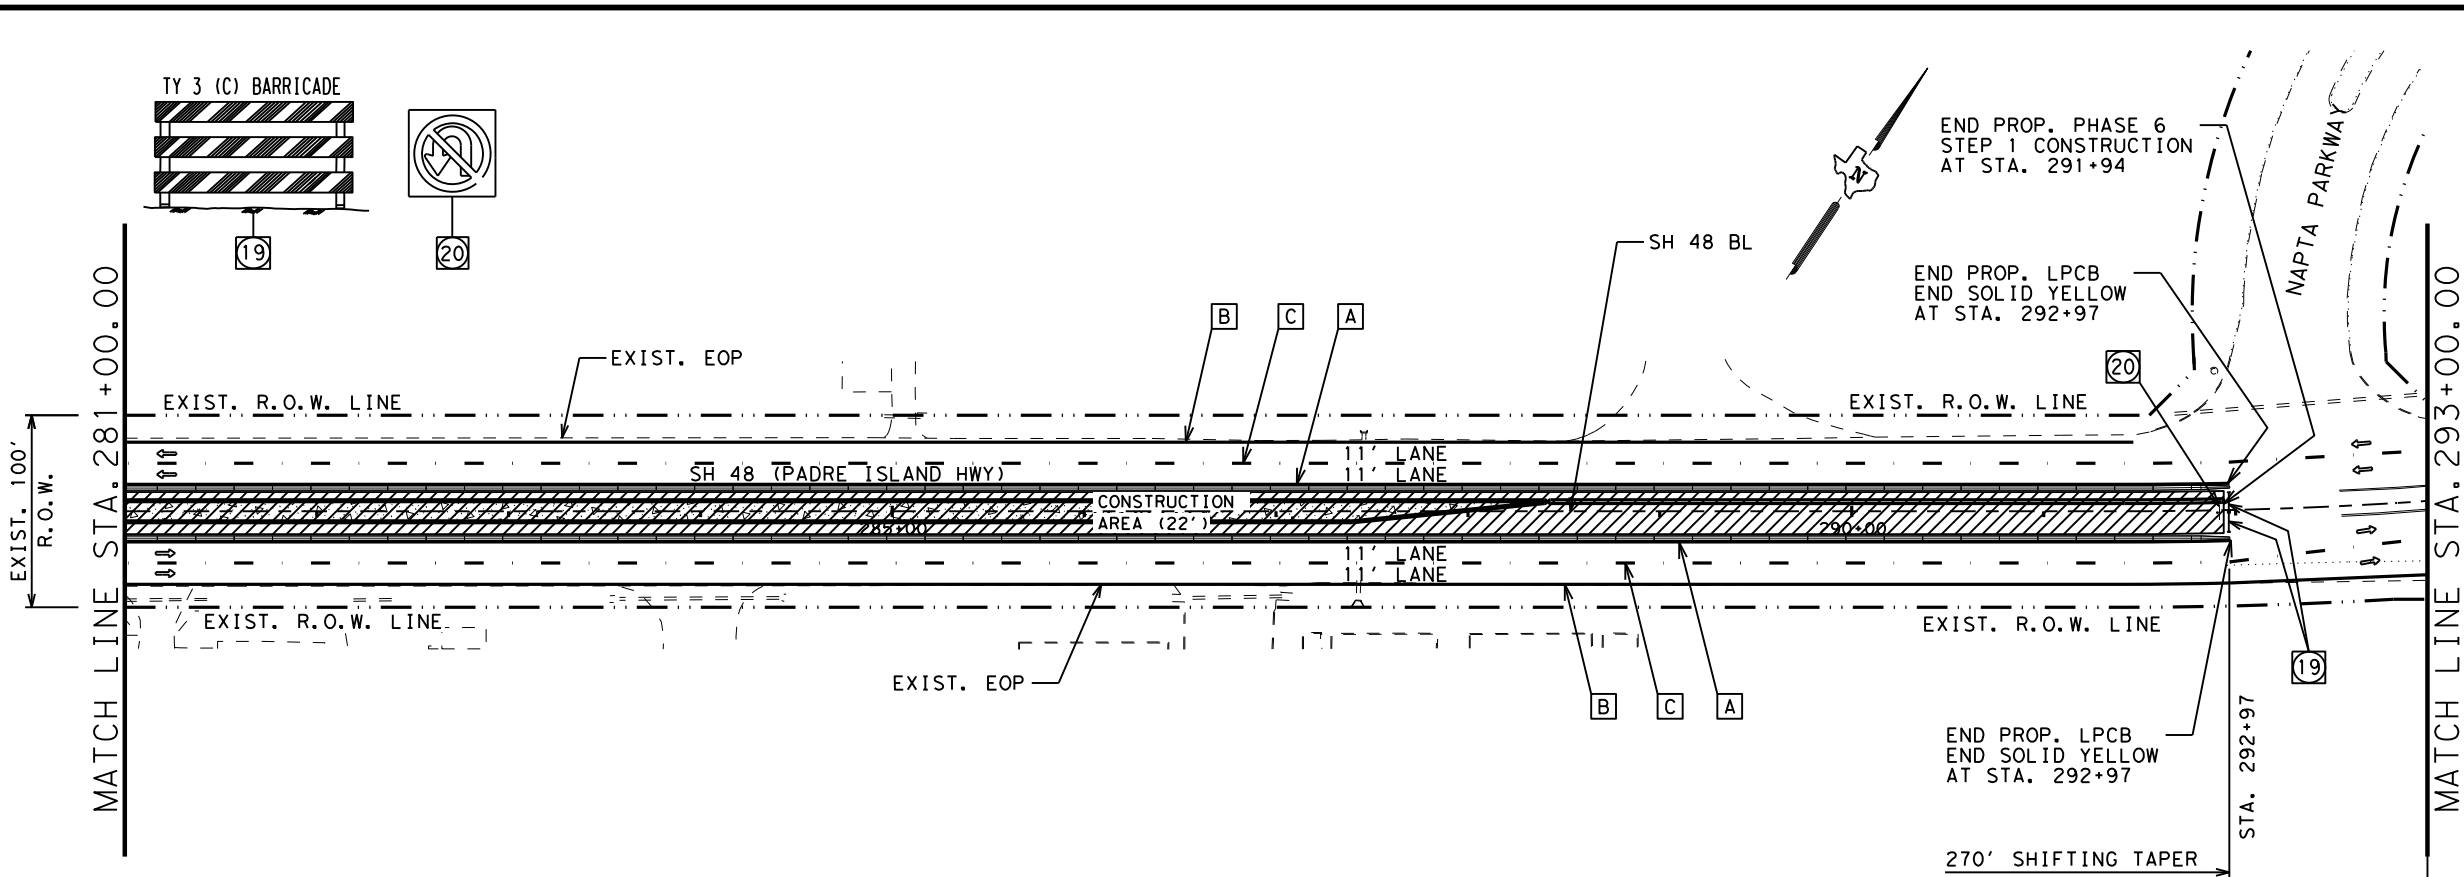 TY 3 (C) BARRICADE
19
20
N
END PROP. PHASE 6
STEP 1 CONSTRUCTION
AT STA. 291+94
NAPTA PARKWAY
SH 48 BL
END PROP. LPCB
END SOLID YELLOW
AT STA. 292+97
B
C
A
20
EXIST. EOP
EXIST. R.O.W. LINE
EXIST. R.O.W. LINE
MATCH LINE STA.281+00.00
MATCH LINE STA.293+00.00
EXIST. 100'
R.O.W.
11' LANE
SH 48 (PADRE ISLAND HWY)
11' LANE
CONSTRUCTION
AREA (22')
285+00
290+00
11' LANE
11' LANE
EXIST. R.O.W. LINE
EXIST. R.O.W. LINE
19
EXIST. EOP
B
C
A
END PROP. LPCB
END SOLID YELLOW
AT STA. 292+97
STA. 292+97
270' SHIFTING TAPER